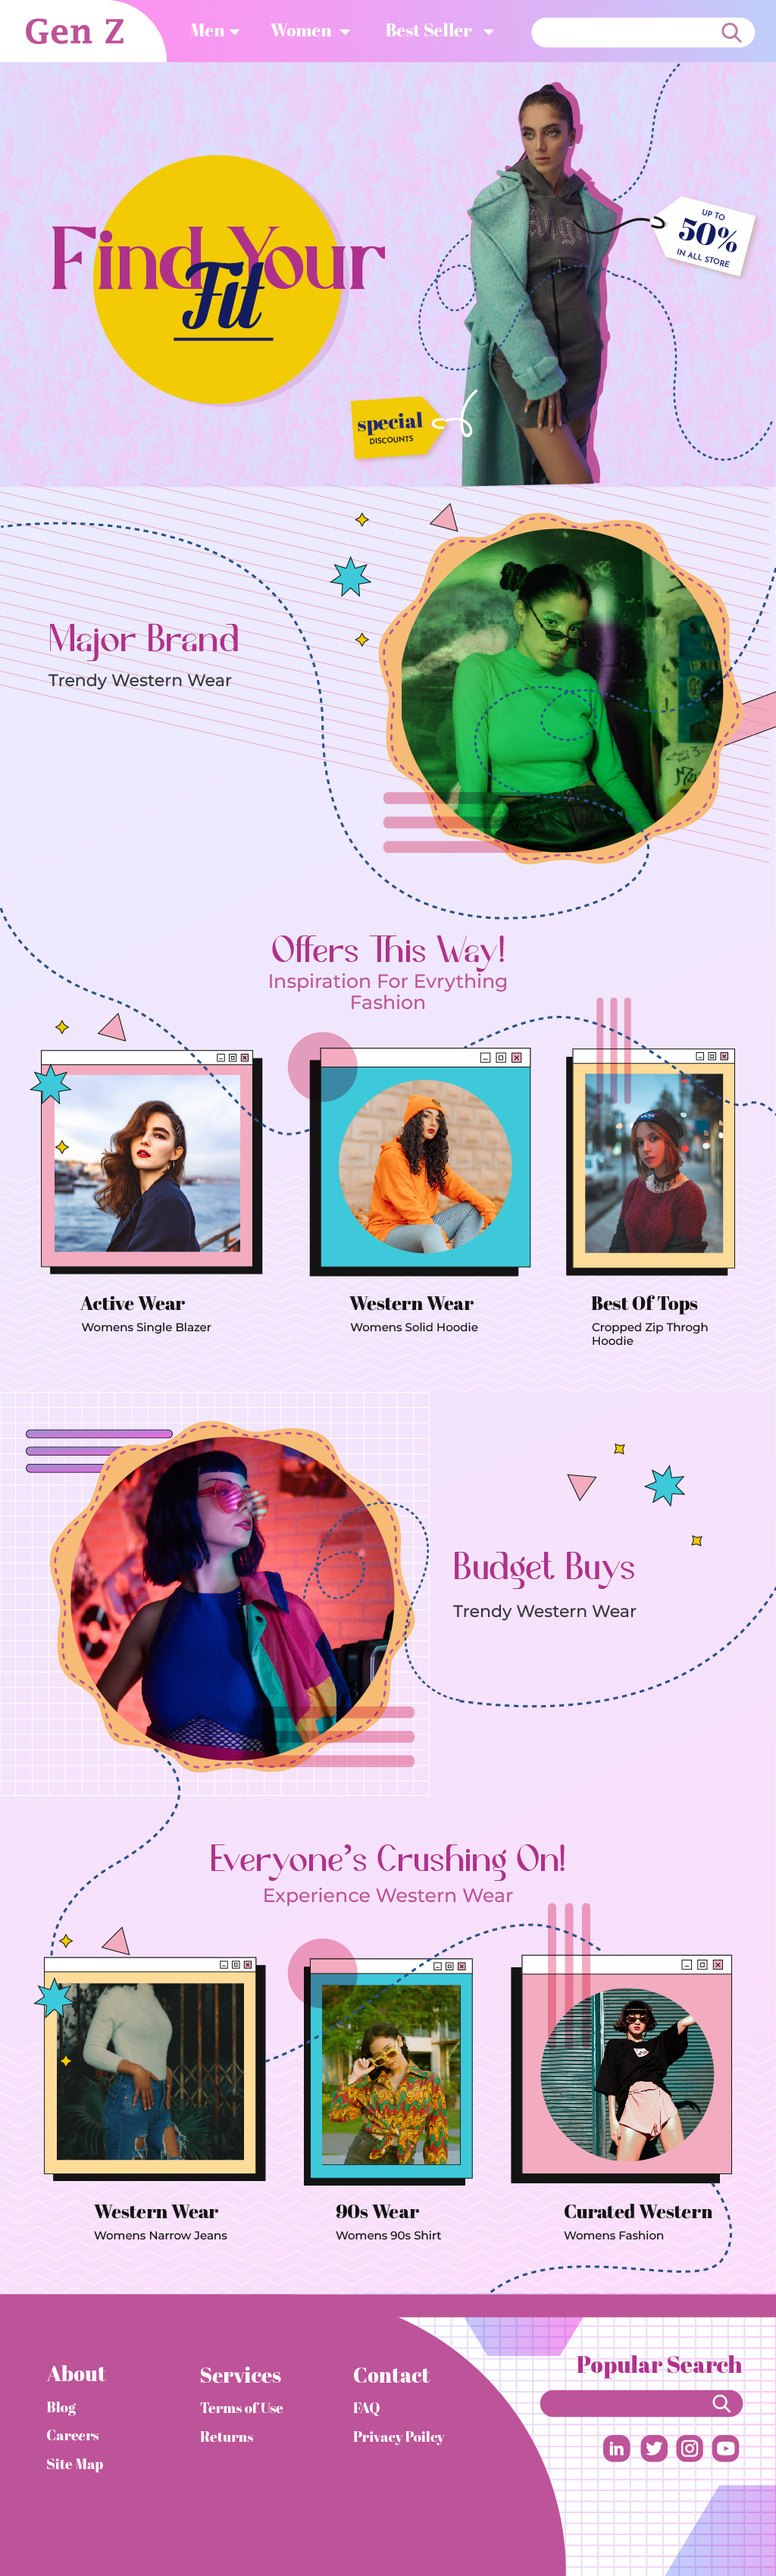 Gen Z
Men
Women
Best Seller
Find Your
Fit
UP TO
50%
IN ALL STORE
special
DISCOUNTS
Major Brand
Trendy Western Wear
Offers This Way!
Inspiration For Evrything
Fashion
Active Wear
Womens Single Blazer
Western Wear
Womens Solid Hoodie
Best Of Tops
Cropped Zip Throgh
Hoodie
Budget Buys
Trendy Western Wear
Everyone's Crushing On!
Experience Western Wear
Western Wear
Womens Narrow Jeans
90s Wear
Womens 90s Shirt
Curated Western
Womens Fashion
About
Blog
Careers
Site Map
Services
Terms of Use
Returns
Contact
FAQ
Privacy Poilcy
Popular Search
in